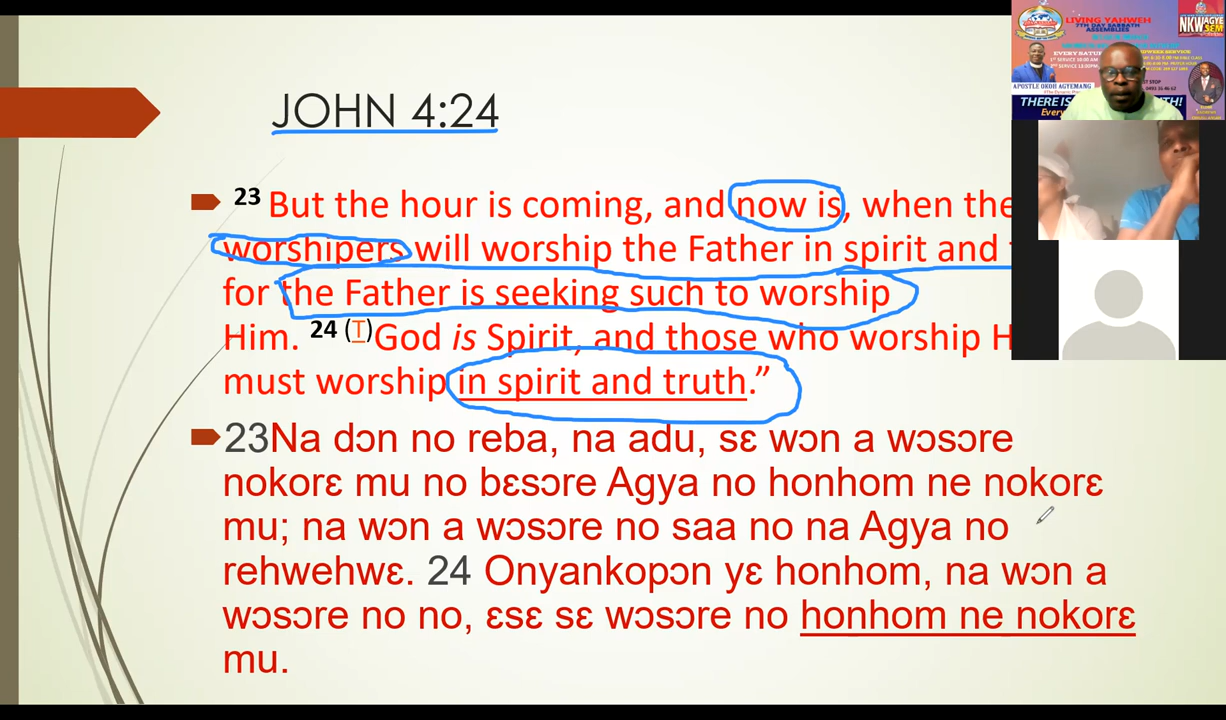 JOHN 4:24
23 But the hour is coming, and now is, when the
worshipers will worship the Father in spirit and
for the Father is seeking such to worship
Him. 24 (T)God is Spirit, and those who worship H
must worship in spirit and truth.”
23Na dɔn no reba, na adu, sɛ wɔn a wɔsɔre
nokorɛ mu no bɛsɔre Agya no honhom ne nokorɛ
mu; na wɔn a wɔsɔre no saa no na Agya no
rehwehwɛ. 24 Onyankopɔn yɛ honhom, na wɔn a
wɔsɔre no no, ɛsɛ sɛ wɔsɔre no honhom ne nokorɛ
mu.
LIVING YAHWEH
7TH DAY SABBATH
ASSEMBLIES
NKWAGYE
SEM
APOSTLE OKOH AGYEMANG
THERE IS